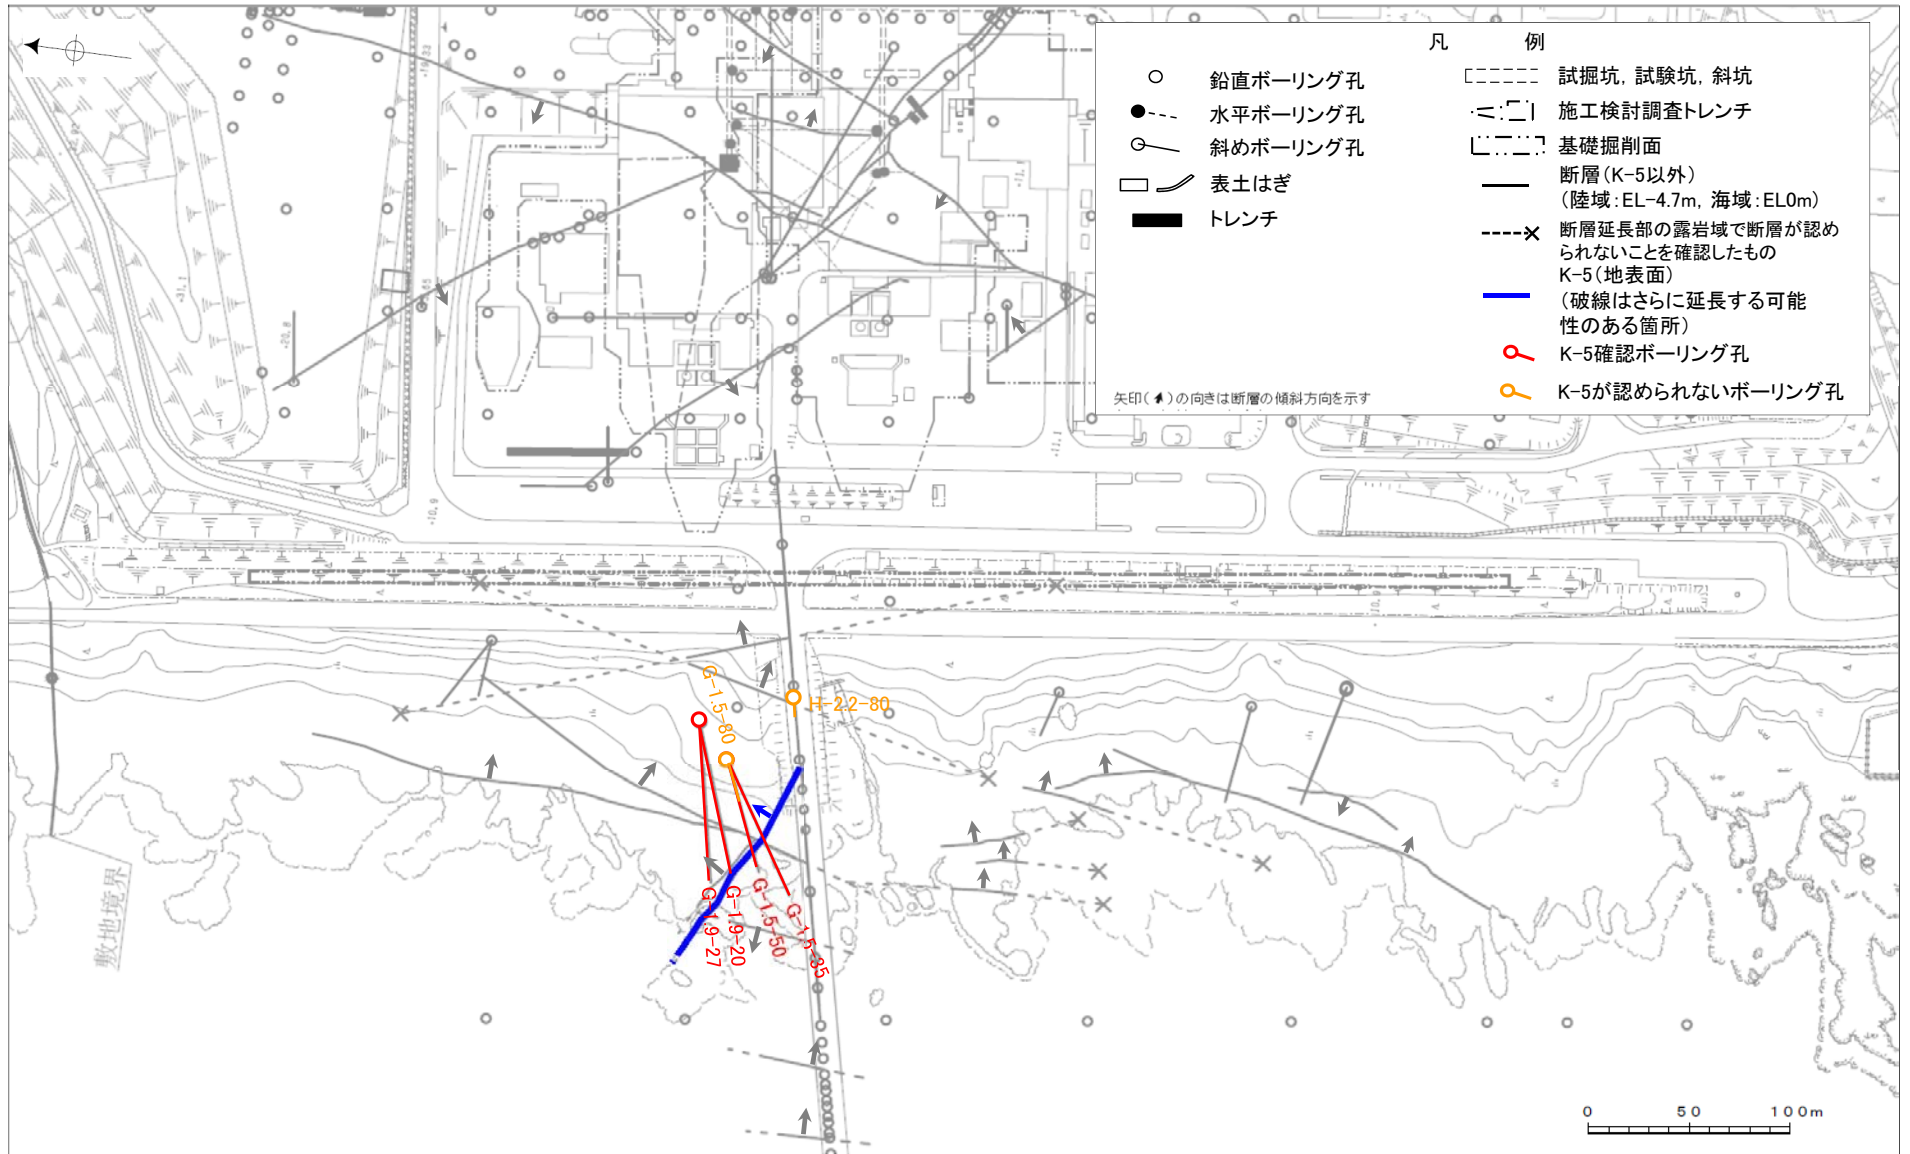 凡 例
鉛直ボーリング孔
水平ボーリング孔
斜めボーリング孔
表土はぎ
トレンチ
矢印( )の向きは断層の傾斜方向を示す
試掘坑, 試験坑, 斜坑
施工検討調査トレンチ
基礎掘削面
断層(K-5以外)
(陸域:EL-4.7m, 海域:EL0m)
断層延長部の露岩域で断層が認め
られないことを確認したもの
K-5(地表面)
(破線はさらに延長する可能
性のある箇所)
K-5確認ボーリング孔
K-5が認められないボーリング孔
G-1.5-80
H-2.2-80
G-1.9-27
G-1.9-20
G-1.5-50
G-1.5-35
敷地境界
0 50 100m